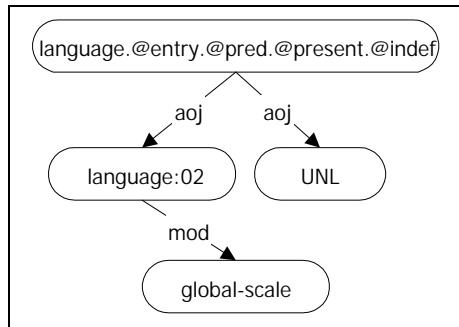 language.@entry.@pred.@present.@indef
aoj aoj
language:02 UNL
mod
global-scale